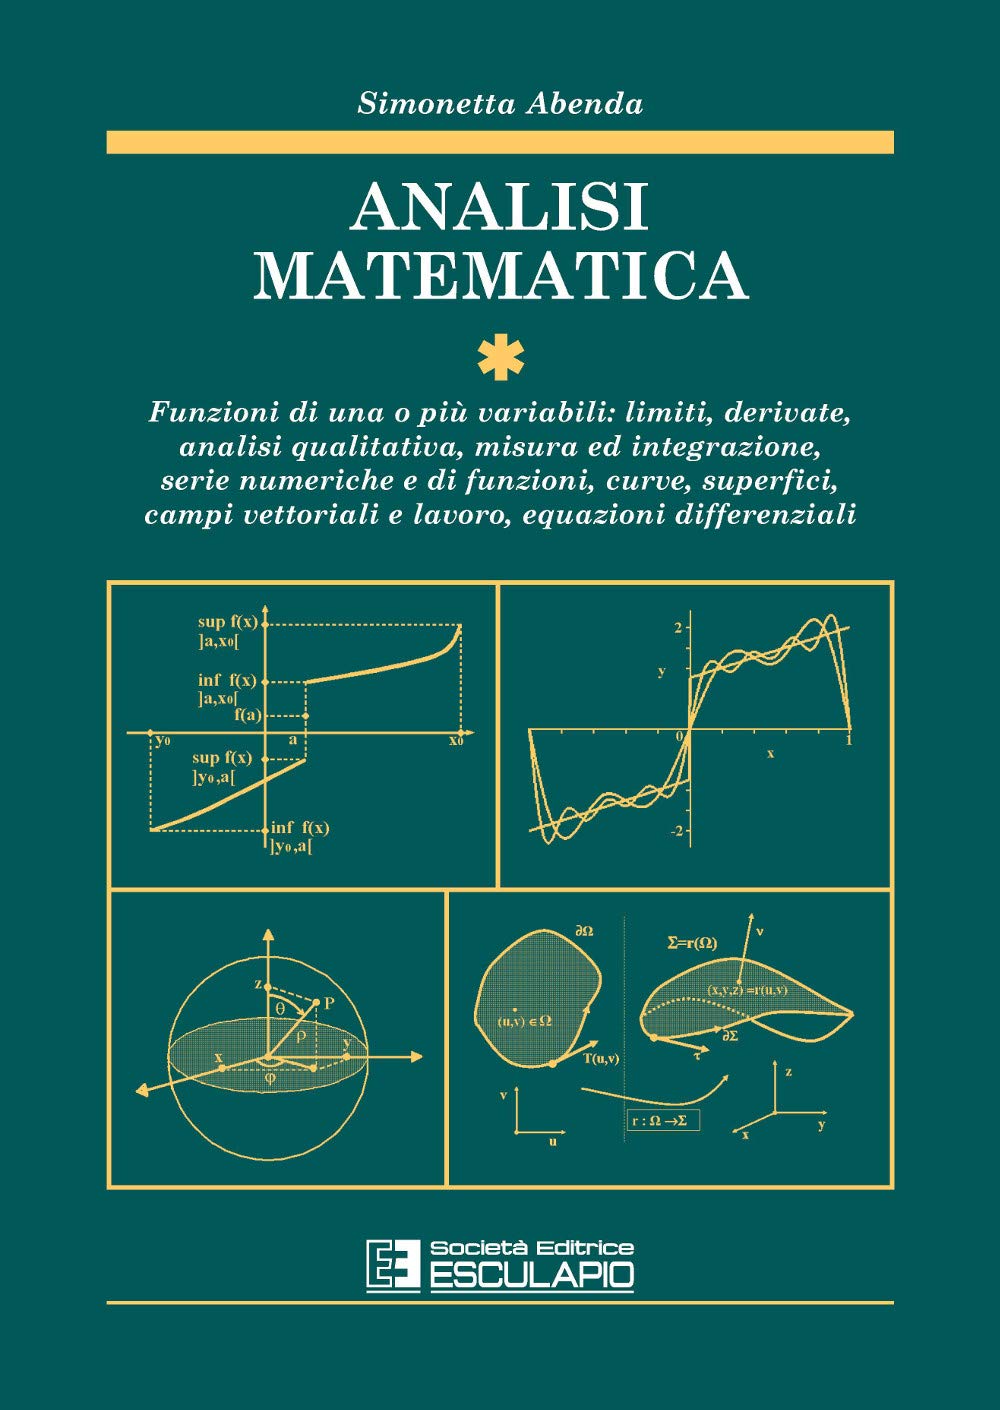 Simonetta Abenda
ANALISI
MATEMATICA
*
Funzioni di una o più variabili: limiti, derivate,
analisi qualitativa, misura ed integrazione,
serie numeriche e di funzioni, curve, superfici,
campi vettoriali e lavoro, equazioni differenziali
sup f(x)
]a,x₀[
inf f(x)
]a,x₀[
f(a)
y₀
a
x₀
sup f(x)
]y₀,a[
inf f(x)
]y₀,a[
2
y
0
1
x
-2
z
P
θ
ρ
x
y
φ
∂Ω
(u,v) ∈ Ω
T(u,v)
v
u
Σ=r(Ω)
ν
(x,y,z) =r(u,v)
∂Σ
τ
r : Ω →Σ
z
y
x
Società Editrice
ESCULAPIO